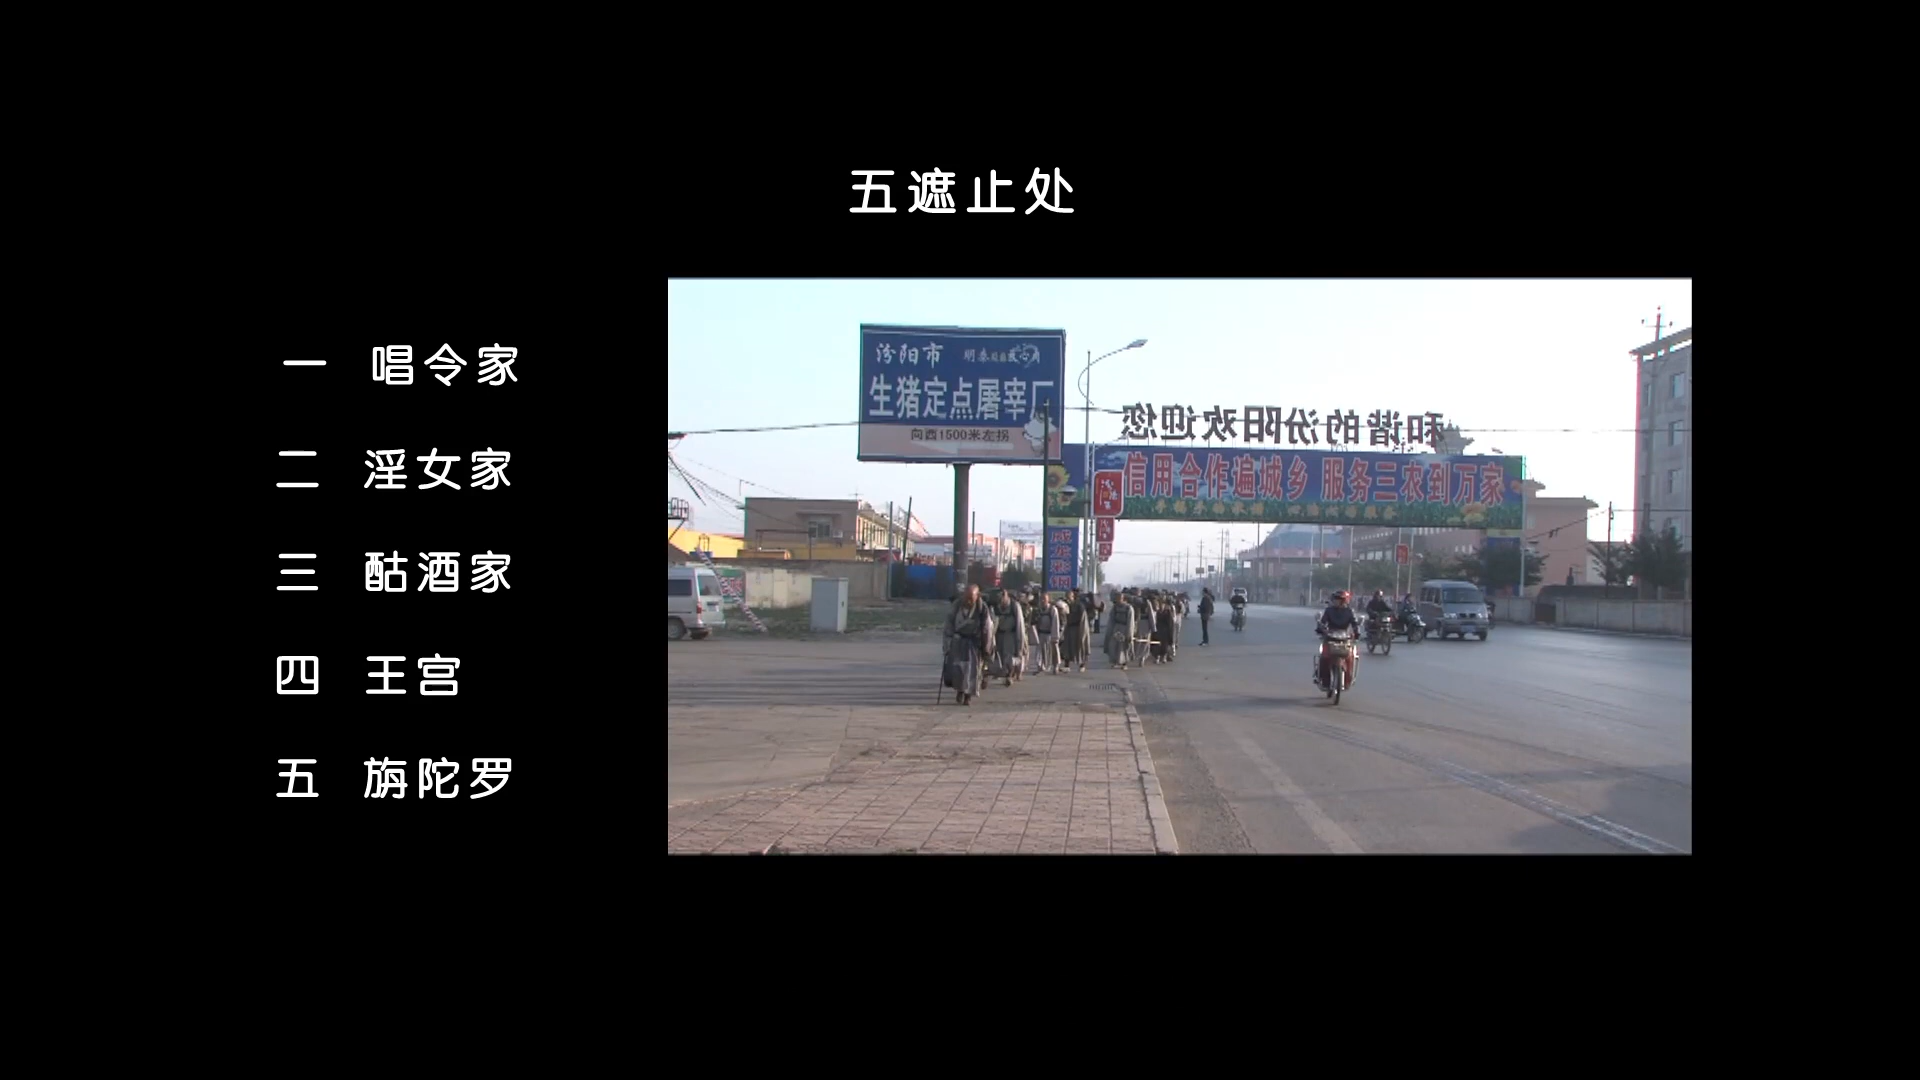 五遮止处
一 唱令家
二 淫女家
三 酤酒家
四 王宫
五 旃陀罗
汾阳市
生猪定点屠宰厂
向西1500米左拐
和谐的汾阳欢迎您
信用合作遍城乡 服务三农到万家